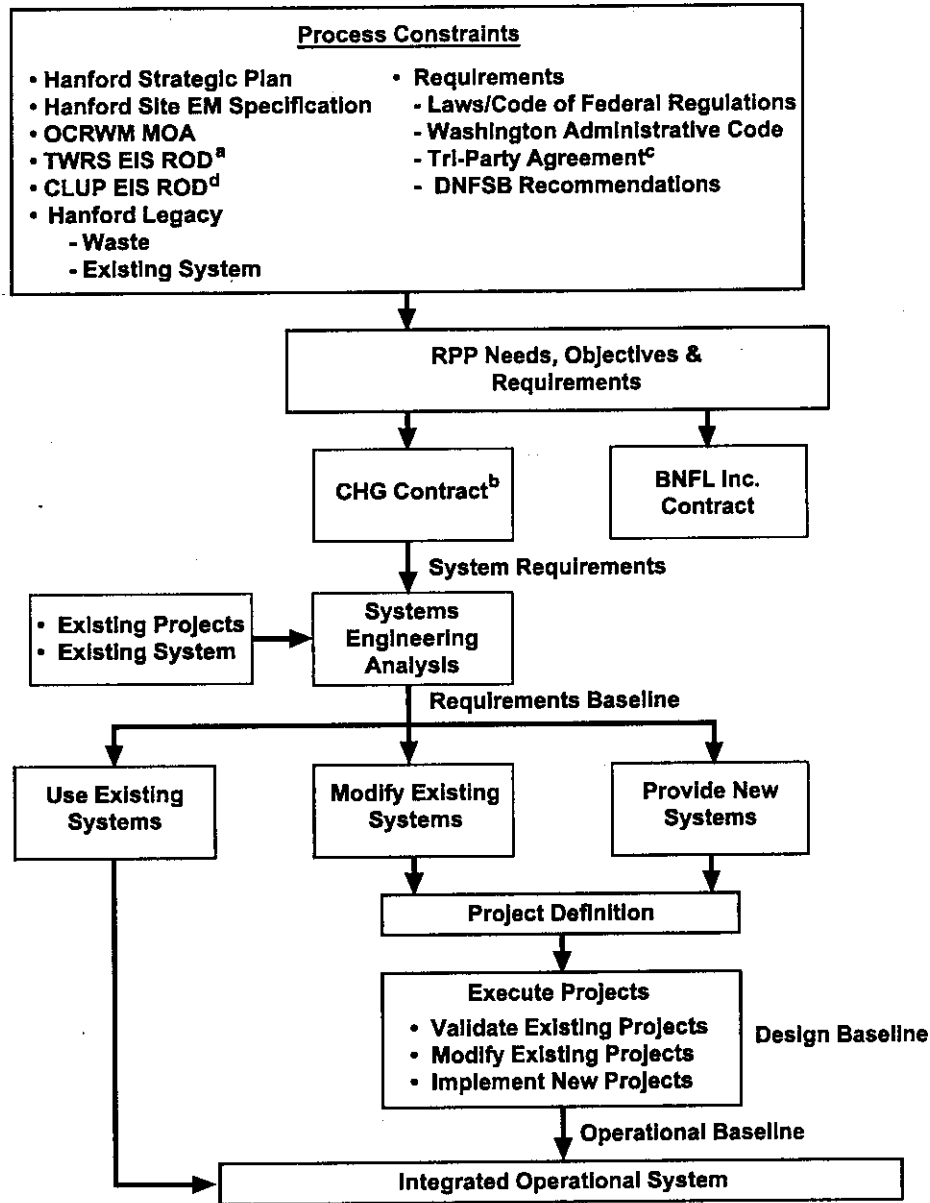 Process Constraints
• Hanford Strategic Plan
• Hanford Site EM Specification
• OCRWM MOA
• TWRS EIS RODᵃ
• CLUP EIS RODᵈ
• Hanford Legacy
- Waste
- Existing System
• Requirements
- Laws/Code of Federal Regulations
- Washington Administrative Code
- Tri-Party Agreementᶜ
- DNFSB Recommendations
RPP Needs, Objectives &
Requirements
CHG Contractᵇ
BNFL Inc.
Contract
System Requirements
• Existing Projects
• Existing System
Systems
Engineering
Analysis
Requirements Baseline
Use Existing
Systems
Modify Existing
Systems
Provide New
Systems
Project Definition
Execute Projects
• Validate Existing Projects
• Modify Existing Projects
• Implement New Projects
Design Baseline
Operational Baseline
Integrated Operational System